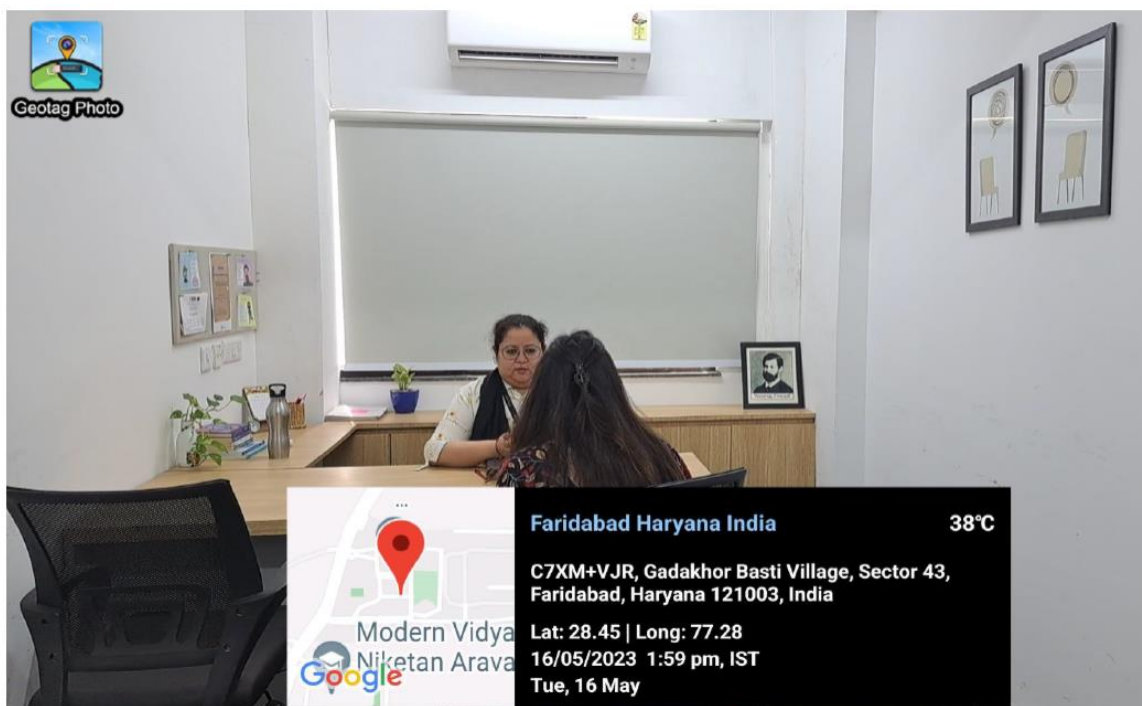 Geotag Photo
Faridabad Haryana India
38°C
C7XM+VJR, Gadakhor Basti Village, Sector 43,
Faridabad, Haryana 121003, India
Lat: 28.45 | Long: 77.28
16/05/2023 1:59 pm, IST
Tue, 16 May
Modern Vidya
Niketan Arava
Google